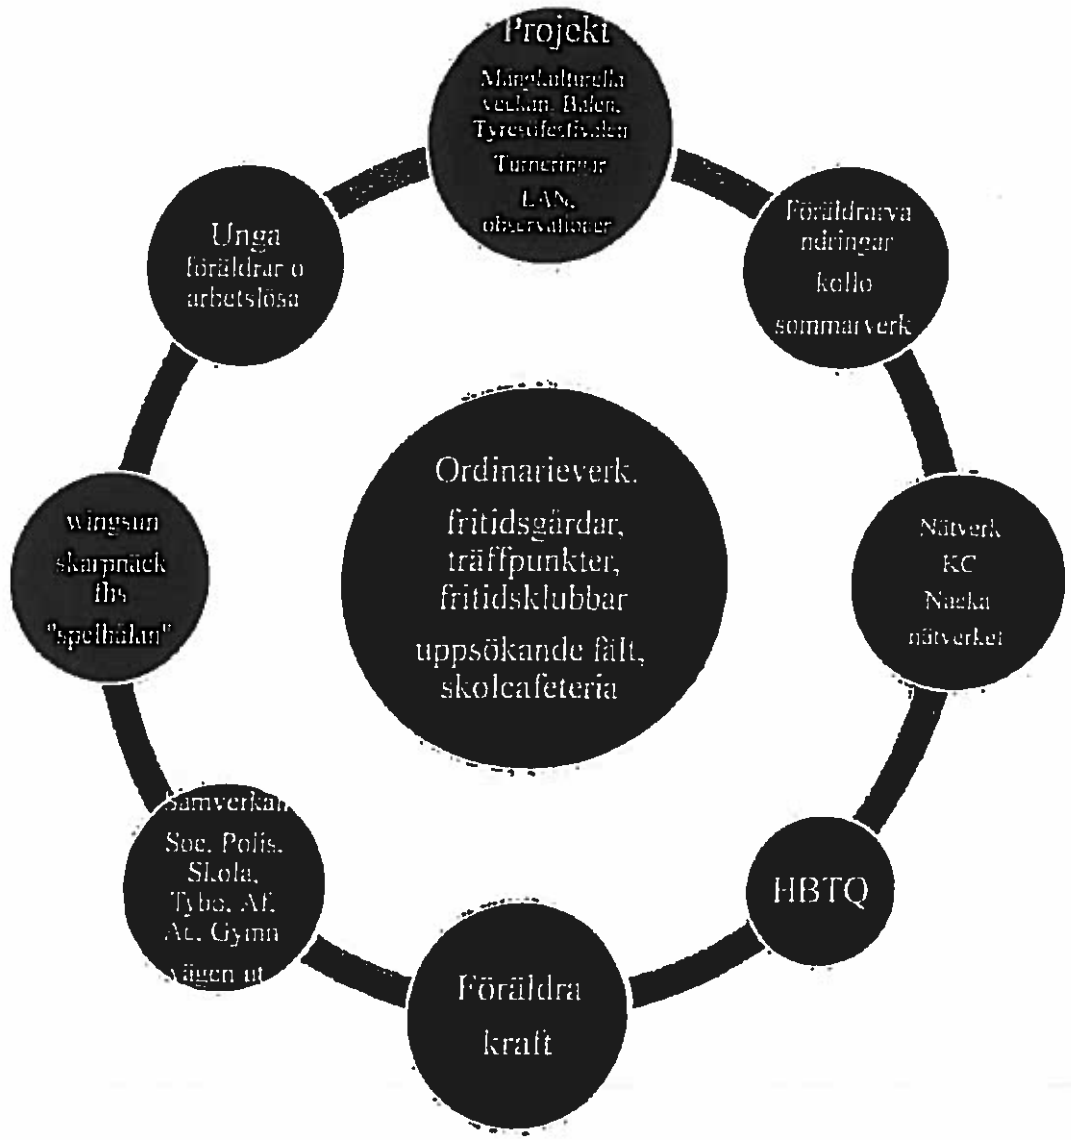 Projekt
Mångkulturella
veckan, Balen,
Tyresöfestivalen
Turneringar
LAN,
observationer
Föräldrarva
ndringar
kollo
sommarverk
Nätverk
KC
Nacka
nätverket
HBTQ
Föräldra
kraft
Samverkan
Soc. Polis.
Skola,
Tybo, Af,
Ac, Gymn
vägen ut
wingsun
skarpnäck
fhs
"spelhålan"
Unga
föräldrar o
arbetslösa
Ordinarieverk.
fritidsgårdar,
träffpunkter,
fritidsklubbar
uppsökande fält,
skolcafeteria